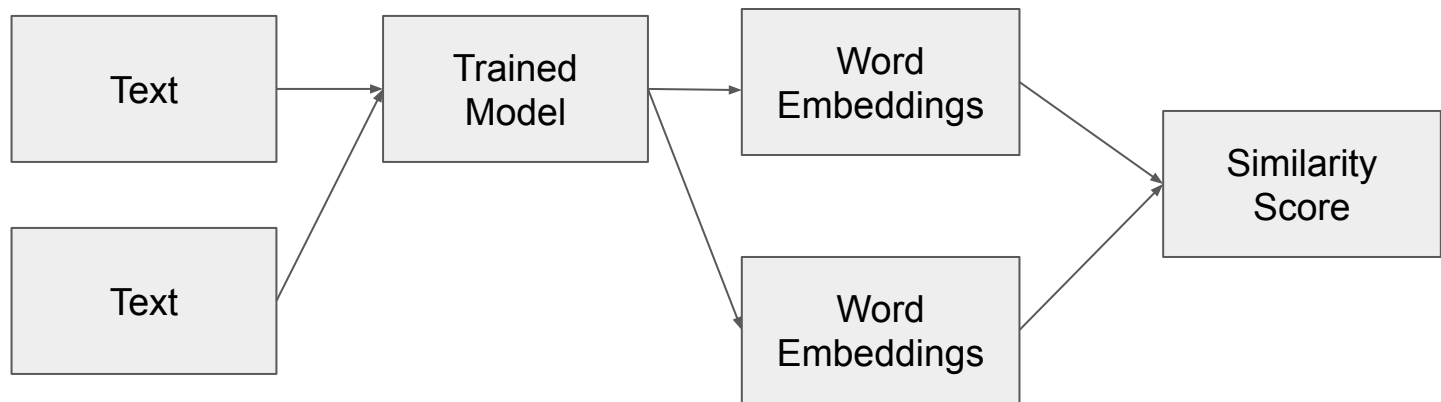 Text
Trained
Model
Word
Embeddings
Similarity
Score
Text
Word
Embeddings